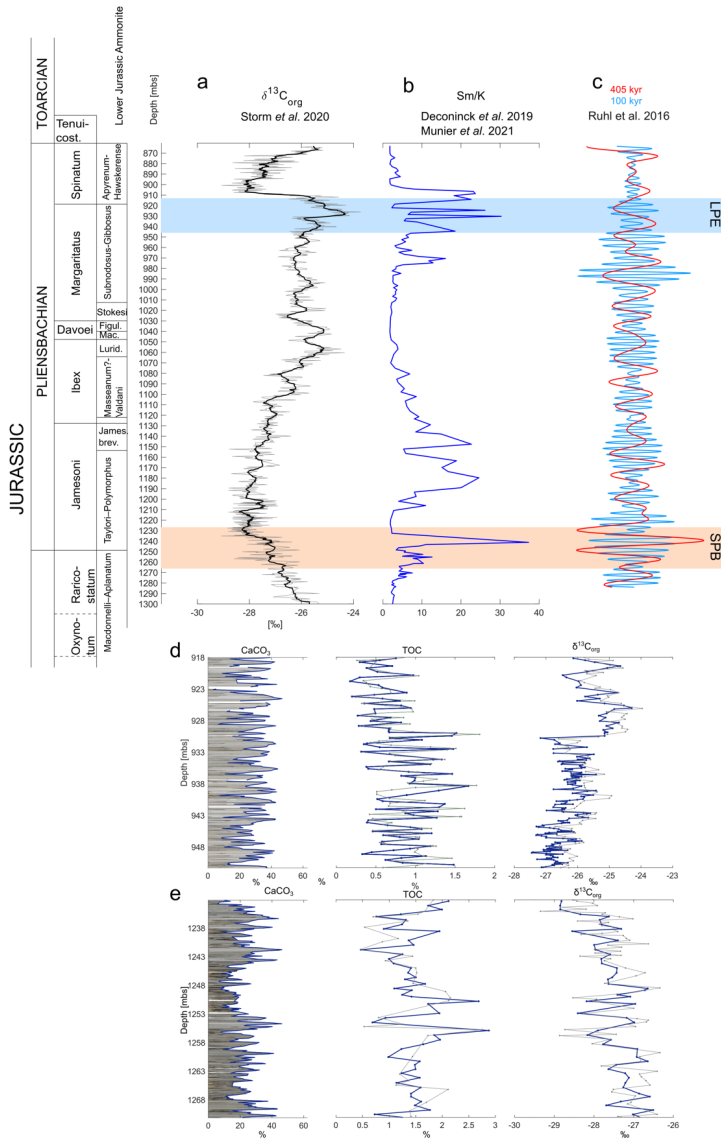 a
b
c
405 kyr
100 kyr
δ13Corg
Storm et al. 2020
Sm/K
Deconinck et al. 2019
Munier et al. 2021
Ruhl et al. 2016
Lower Jurassic Ammonite
Depth [mbs]
JURASSIC
TOARCIAN
PLIENSBACHIAN
Tenui-
cost.
Spinatum
Margaritatus
Davoei
Ibex
Jamesoni
Rarico-
statum
Oxyno-
tum
Apyrenum-
Hawskerense
Subnodosus-Gibbosus
Stokesi
Figul.
Mac.
Lurid.
Masseanum?-
Valdani
James.
brev.
Taylori–Polymorphus
Macdonnelli–Aplanatum
870
880
890
900
910
920
930
940
950
960
970
980
990
1000
1010
1020
1030
1040
1050
1060
1070
1080
1090
1100
1110
1120
1130
1140
1150
1160
1170
1180
1190
1200
1210
1220
1230
1240
1250
1260
1270
1280
1290
1300
LPE
SPB
-30 -28 -26 -24
[‰]
0 10 20 30 40
d
CaCO3
TOC
δ13Corg
Depth [mbs]
918
923
928
933
938
943
948
0 20 40 60
%
%
0 0.5 1 1.5 2
%
-28 -27 -26 -25 -24 -23
‰
e
CaCO3
TOC
δ13Corg
Depth [mbs]
1238
1243
1248
1253
1258
1263
1268
0 20 40 60
%
0 0.5 1 1.5 2 2.5 3
%
-30 -29 -28 -27 -26
‰